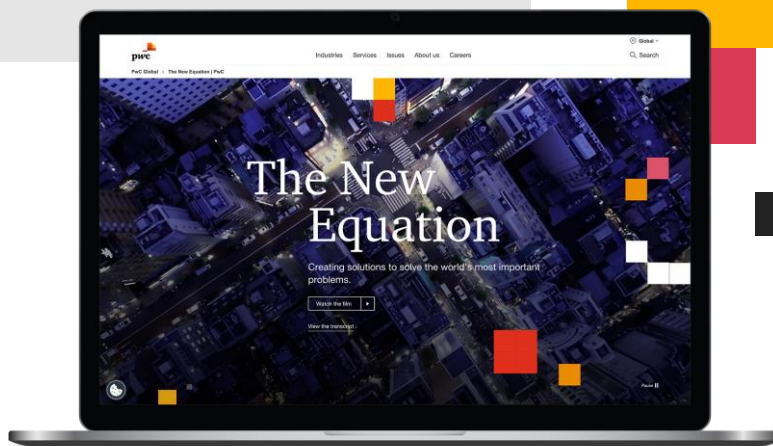 Global
pwc
Industries Services Issues About us Careers
Search
PwC Global The New Equation | PwC
The New
Equation
Creating solutions to solve the world's most important
problems.
Watch the film
View the transcript
Pause